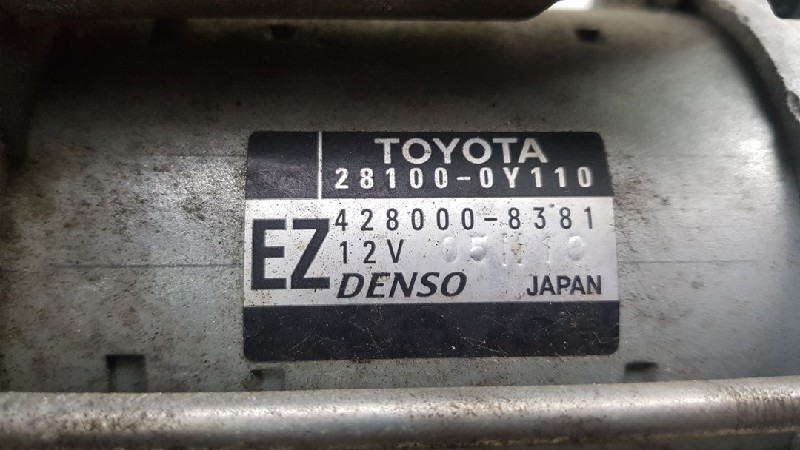 TOYOTA
28100-0Y110
EZ
428000-8381
12V
DENSO JAPAN